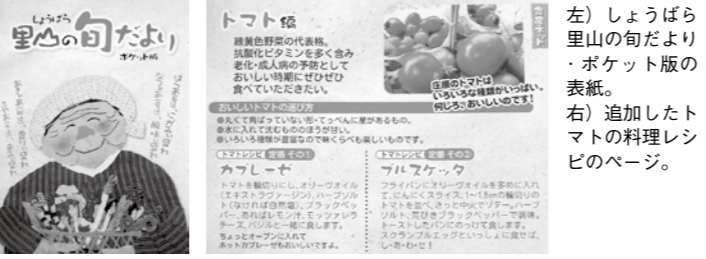 しょうばら
里山の旬だより
ポケット版
トマト編
緑黄色野菜の代表格。
抗酸化ビタミンを多く含み
老化・成人病の予防として
おいしい時期にぜひぜひ
食べていただきたい。
庄原のトマトは
いろいろな種類がいっぱい。
何じろ、おいしいのです!
おいしいトマトの選び方
●丸くて角ばっていない形・てっぺんに星があるもの。
●水に入れて沈むもののほうが甘い。
●いろいろ種類が豊富なので味くらべも楽しいものです。
トマトレシピ 定番 その1
カプレーゼ
トマトを輪切りにし、オリーヴオイル
(エキストラヴァージン)、ハーブソル
ト(なければ自然塩)、ブラックペッ
パー、あればレモン汁、モッツァレラ
チーズ、バジルと一緒に食します。
ちょっとオーブンに入れて
ホットカプレーゼもおいしいですよ。
トマトレシピ 定番 その2
ブルスケッタ
フライパンにオリーヴオイルを多めに入れ
て、にんにくスライス、1~1.5cmの輪切りの
トマトを並べ、さっと中火でソテー。ハーブ
ソルト、荒びきブラックペッパーで調味。
トーストしたパンにのっけて食します。
スクランブルエッグといっしょに食せば、
し・あ・わ・せ!
左)しょうばら
里山の旬だより
・ポケット版の
表紙。
右)追加したト
マトの料理レシ
ピのページ。